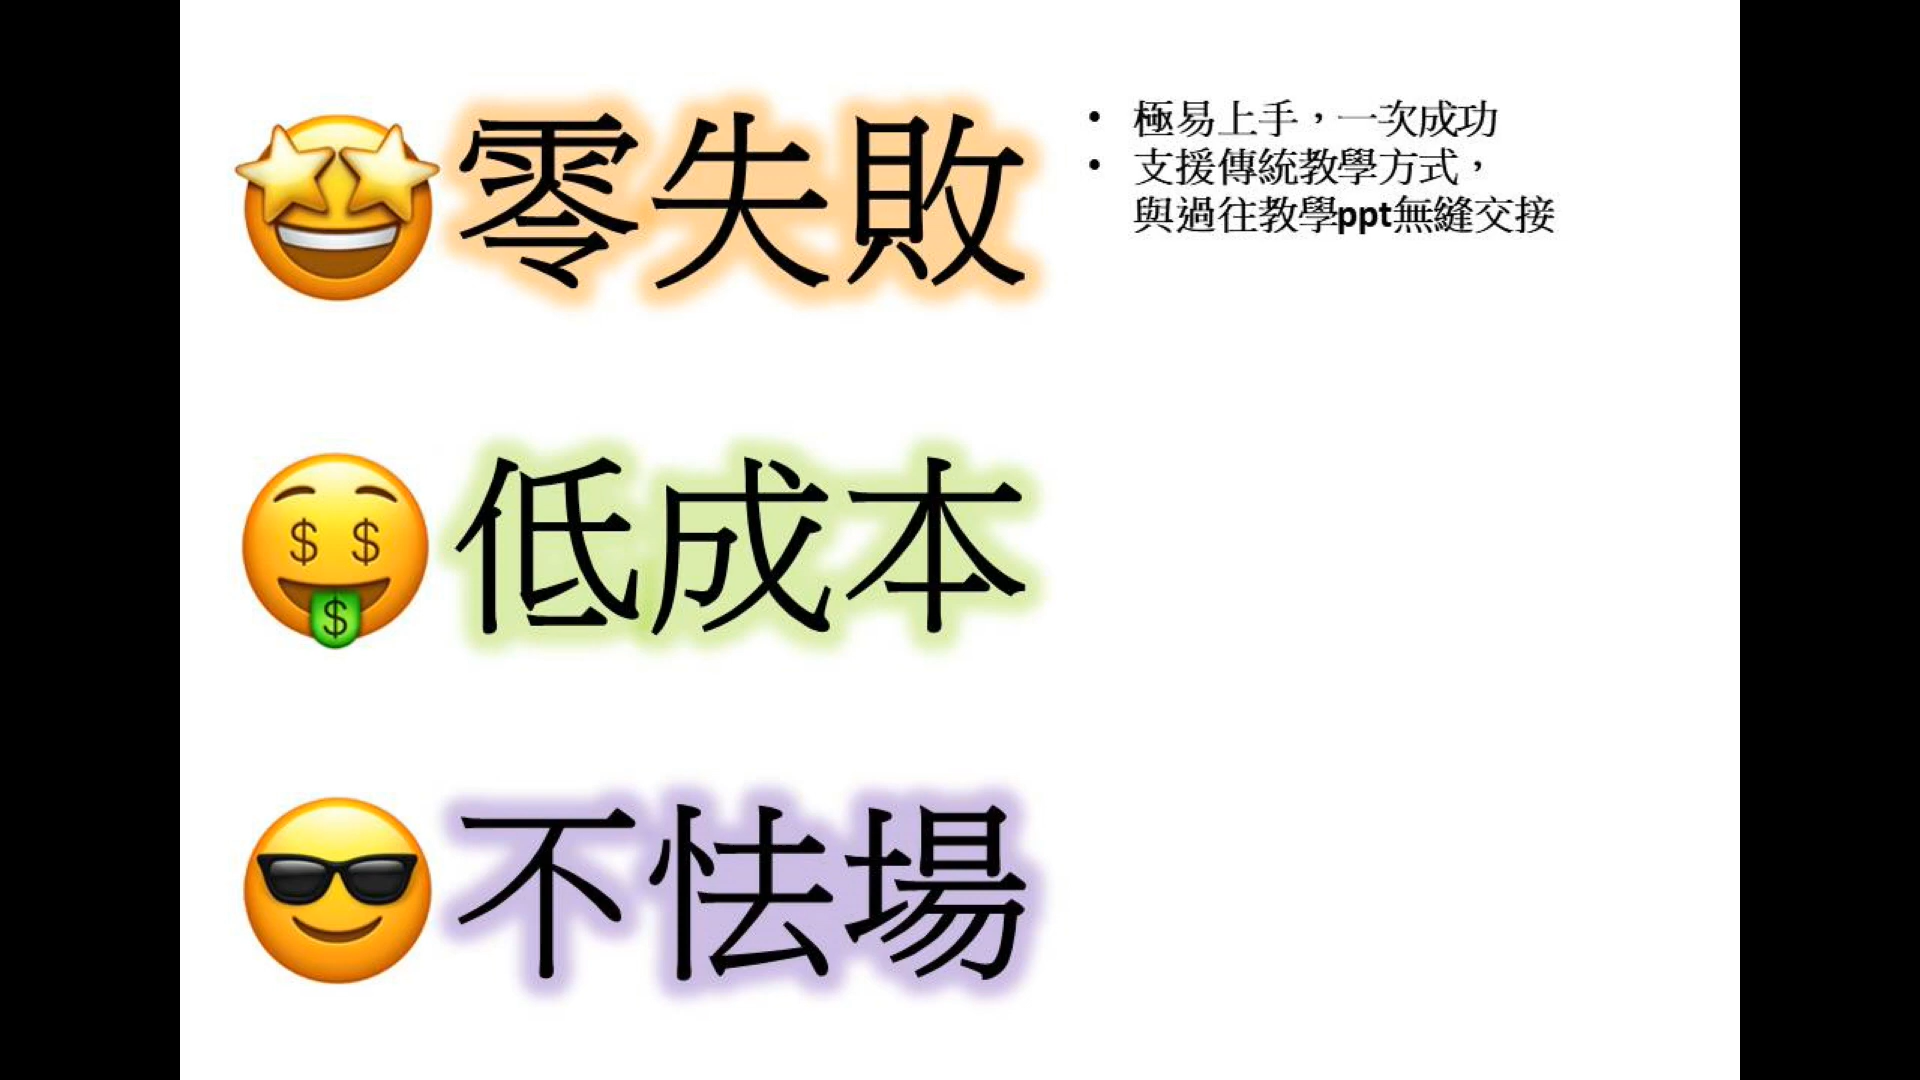 零失敗
• 極易上手，一次成功
• 支援傳統教學方式，
與過往教學ppt無縫交接
低成本
不怯場